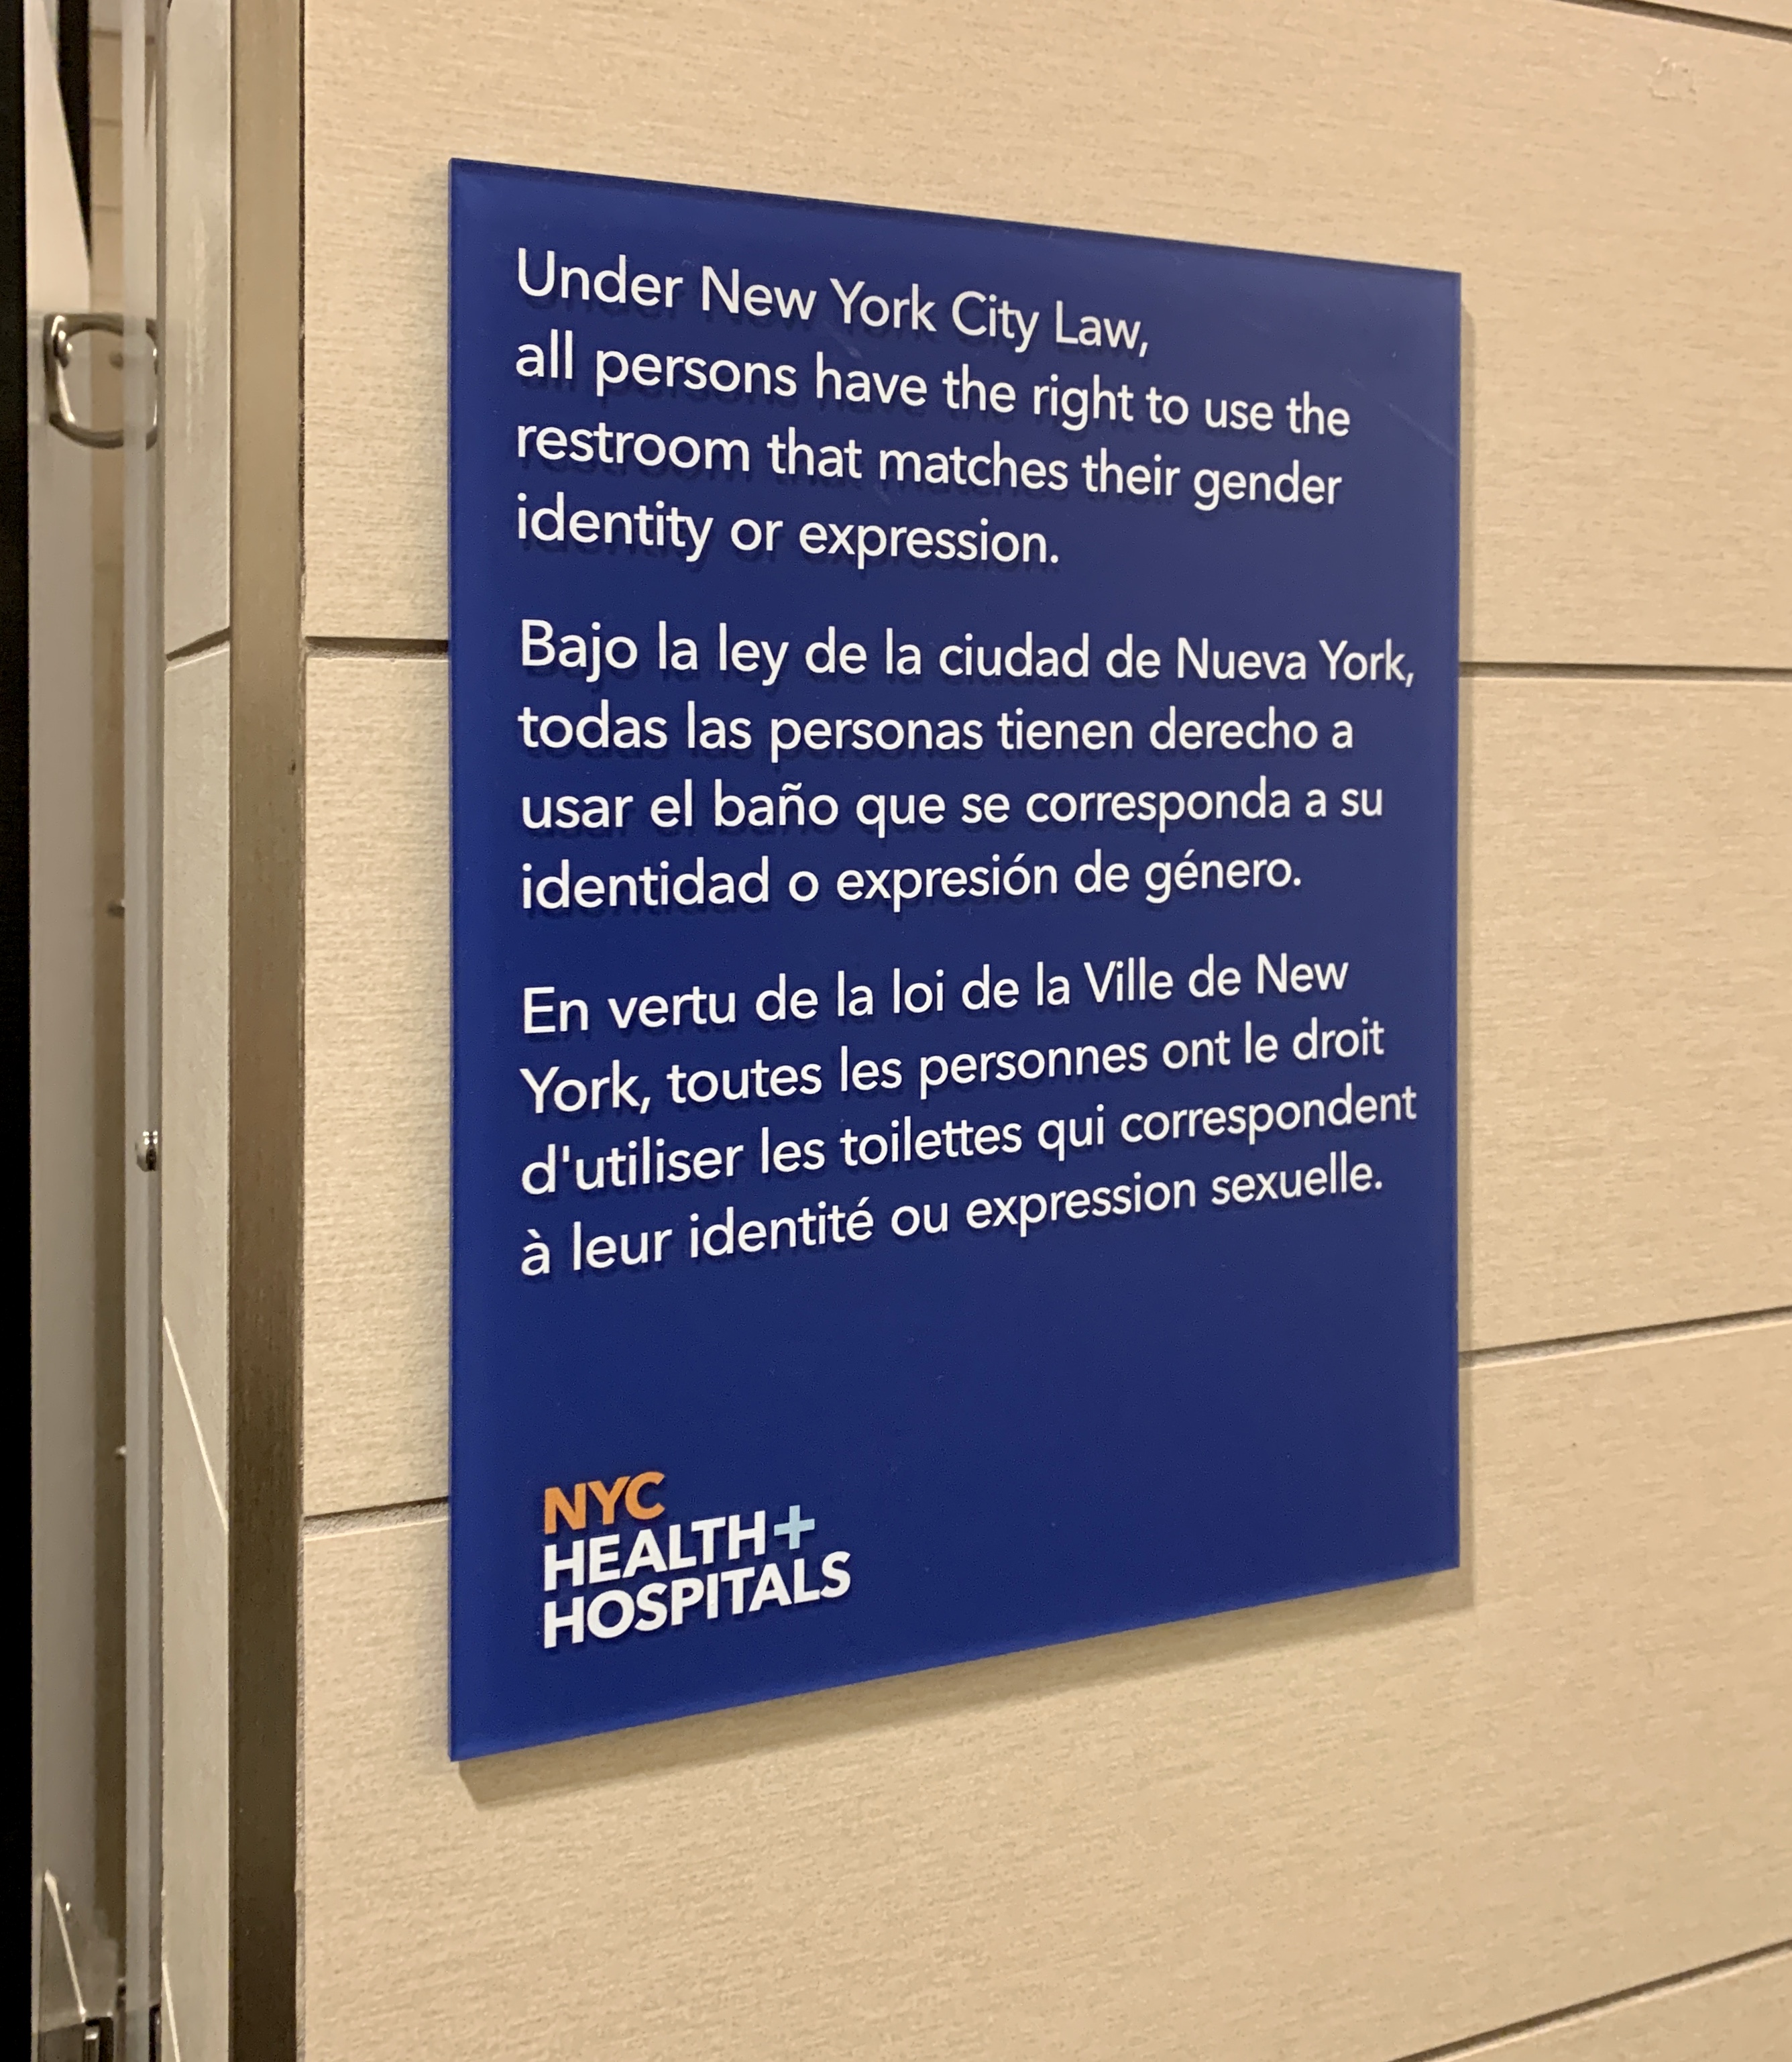 Under New York City Law,
all persons have the right to use the
restroom that matches their gender
identity or expression.
Bajo la ley de la ciudad de Nueva York,
todas las personas tienen derecho a
usar el baño que se corresponda a su
identidad o expresión de género.
En vertu de la loi de la Ville de New
York, toutes les personnes ont le droit
d'utiliser les toilettes qui correspondent
à leur identité ou expression sexuelle.
NYC
HEALTH+
HOSPITALS